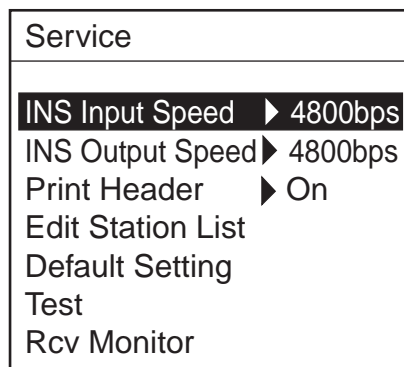 Service
INS Input Speed ▶ 4800bps
INS Output Speed ▶ 4800bps
Print Header ▶ On
Edit Station List
Default Setting
Test
Rcv Monitor